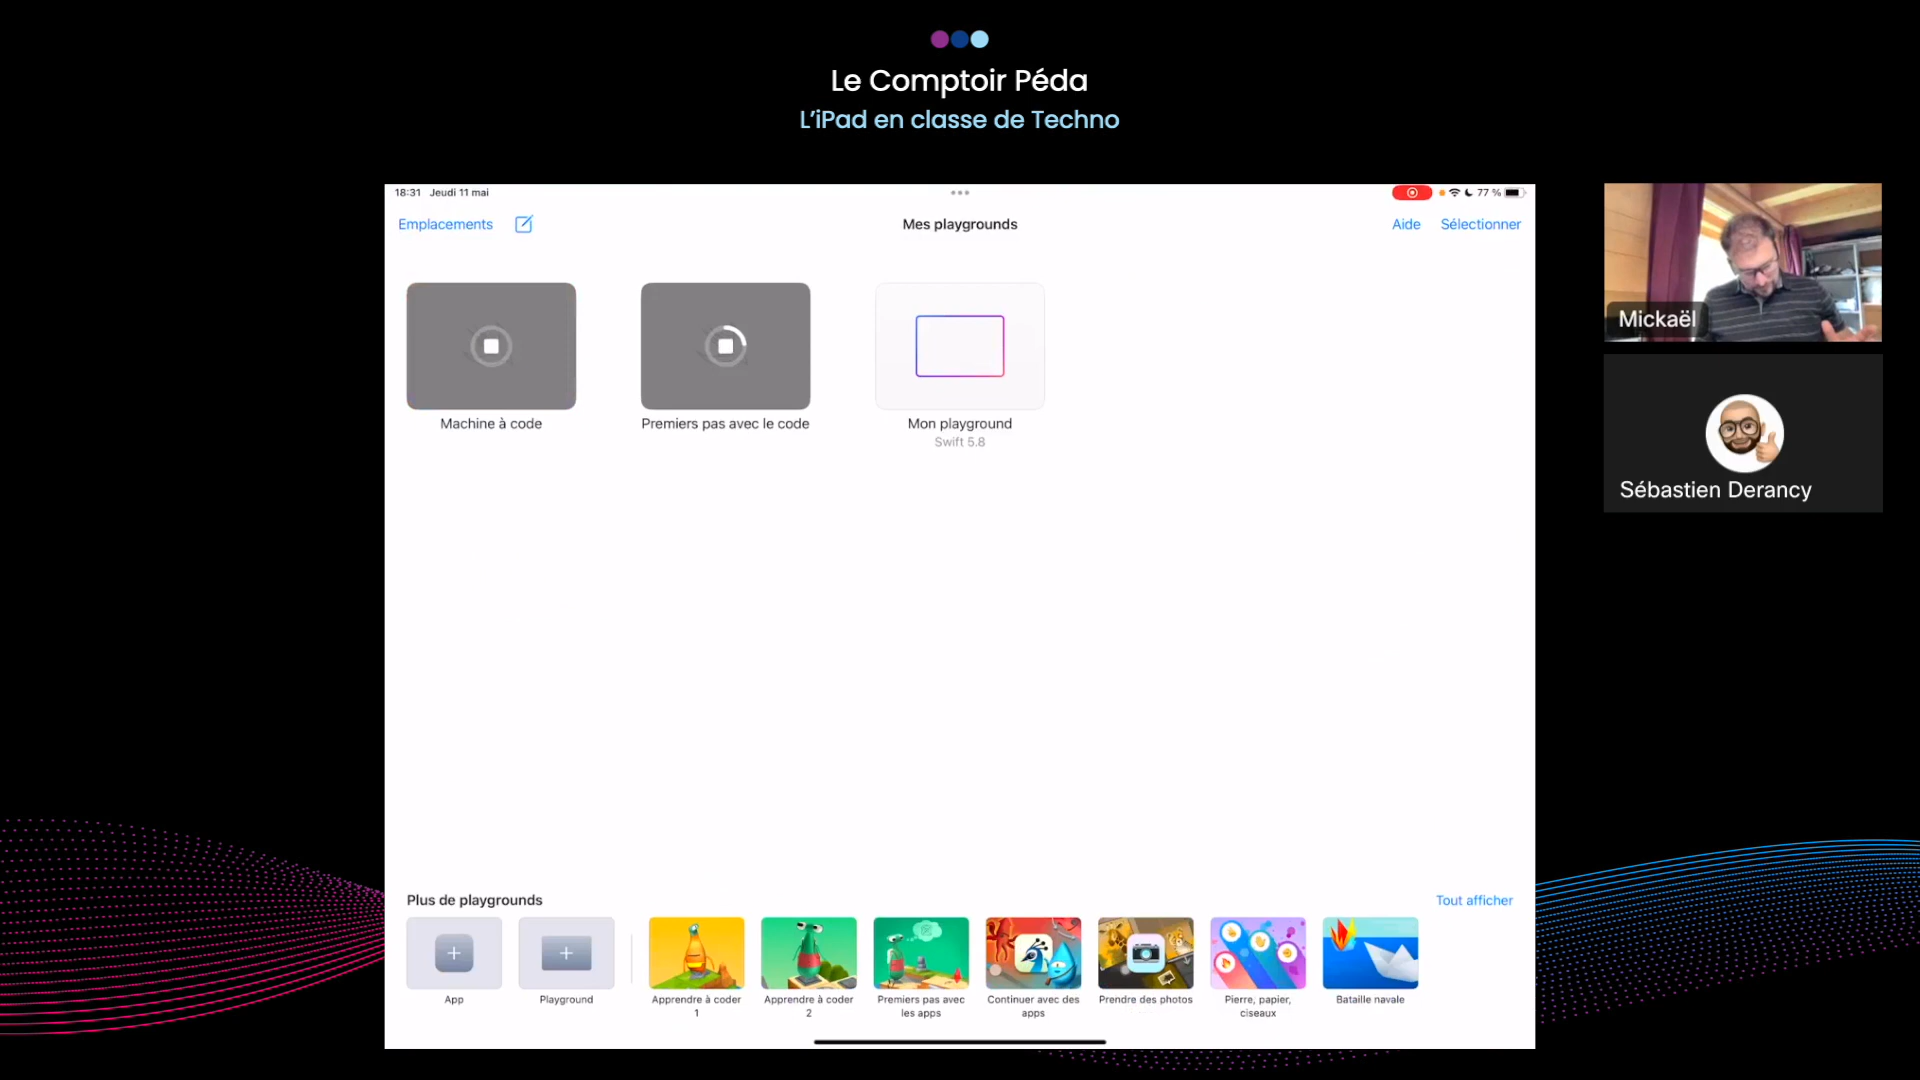 Le Comptoir Péda
L'iPad en classe de Techno
18:31 Jeudi 11 mai
77 %
Emplacements
Mes playgrounds
Aide
Sélectionner
Machine à code
Premiers pas avec le code
Mon playground
Swift 5.8
Mickaël
Sébastien Derancy
Plus de playgrounds
Tout afficher
App
Playground
Apprendre à coder
1
Apprendre à coder
2
Premiers pas avec
les apps
Continuer avec des
apps
Prendre des photos
Pierre, papier,
ciseaux
Bataille navale